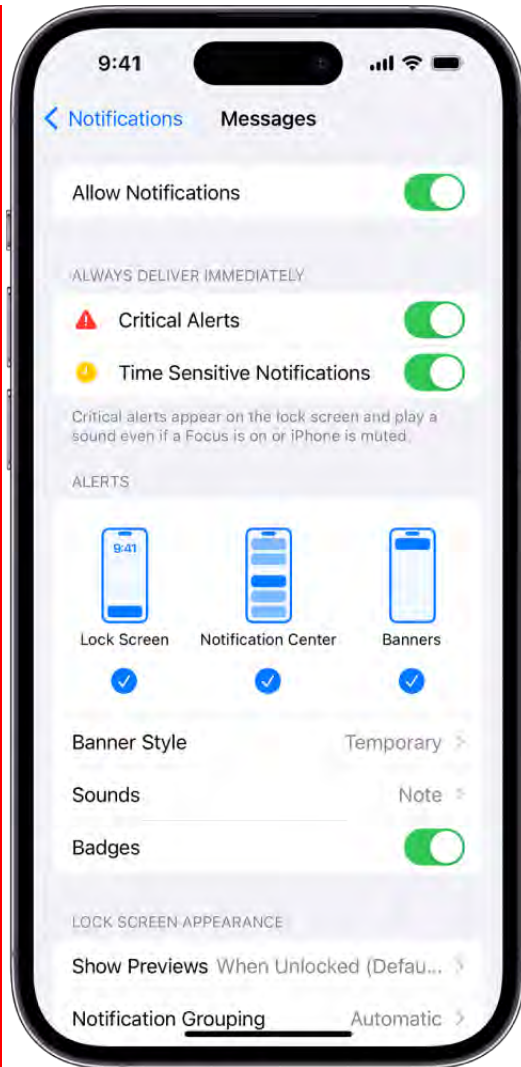 9:41
Notifications Messages
Allow Notifications
ALWAYS DELIVER IMMEDIATELY
Critical Alerts
Time Sensitive Notifications
Critical alerts appear on the lock screen and play a
sound even if a Focus is on or iPhone is muted.
ALERTS
9:41
Lock Screen Notification Center Banners
Banner Style Temporary
Sounds Note
Badges
LOCK SCREEN APPEARANCE
Show Previews When Unlocked (Defau...
Notification Grouping Automatic